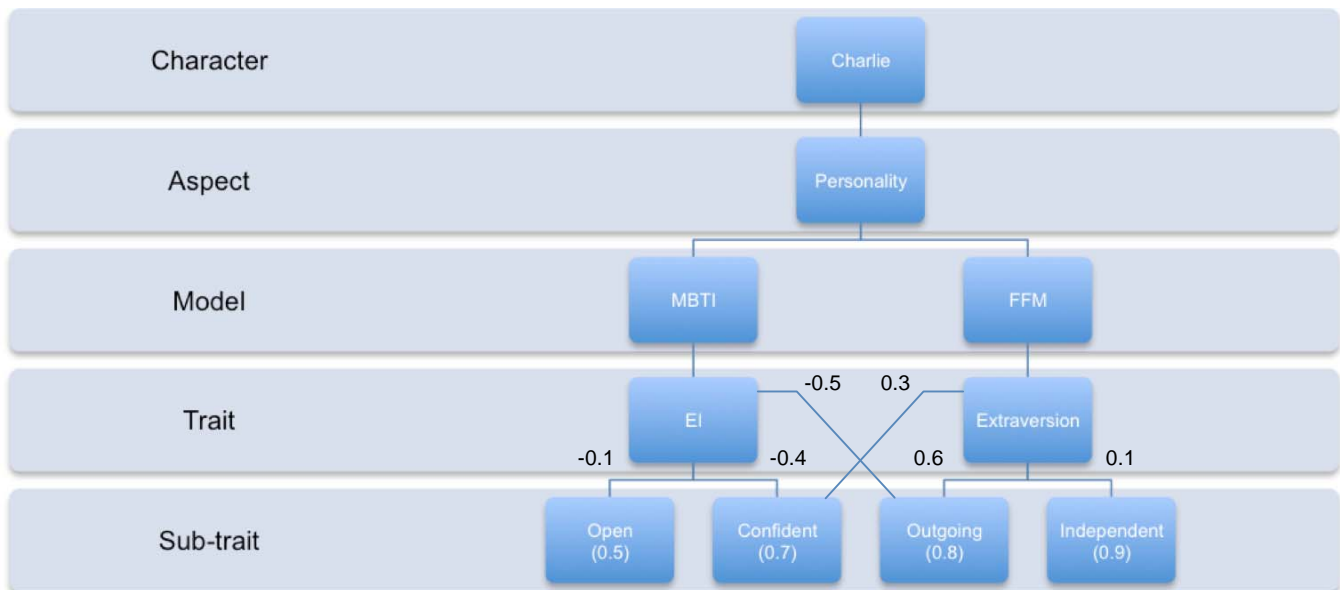 Character
Charlie
Aspect
Personality
Model
MBTI
FFM
Trait
EI
-0.5
0.3
Extraversion
-0.1
-0.4
0.6
0.1
Sub-trait
Open
(0.5)
Confident
(0.7)
Outgoing
(0.8)
Independent
(0.9)